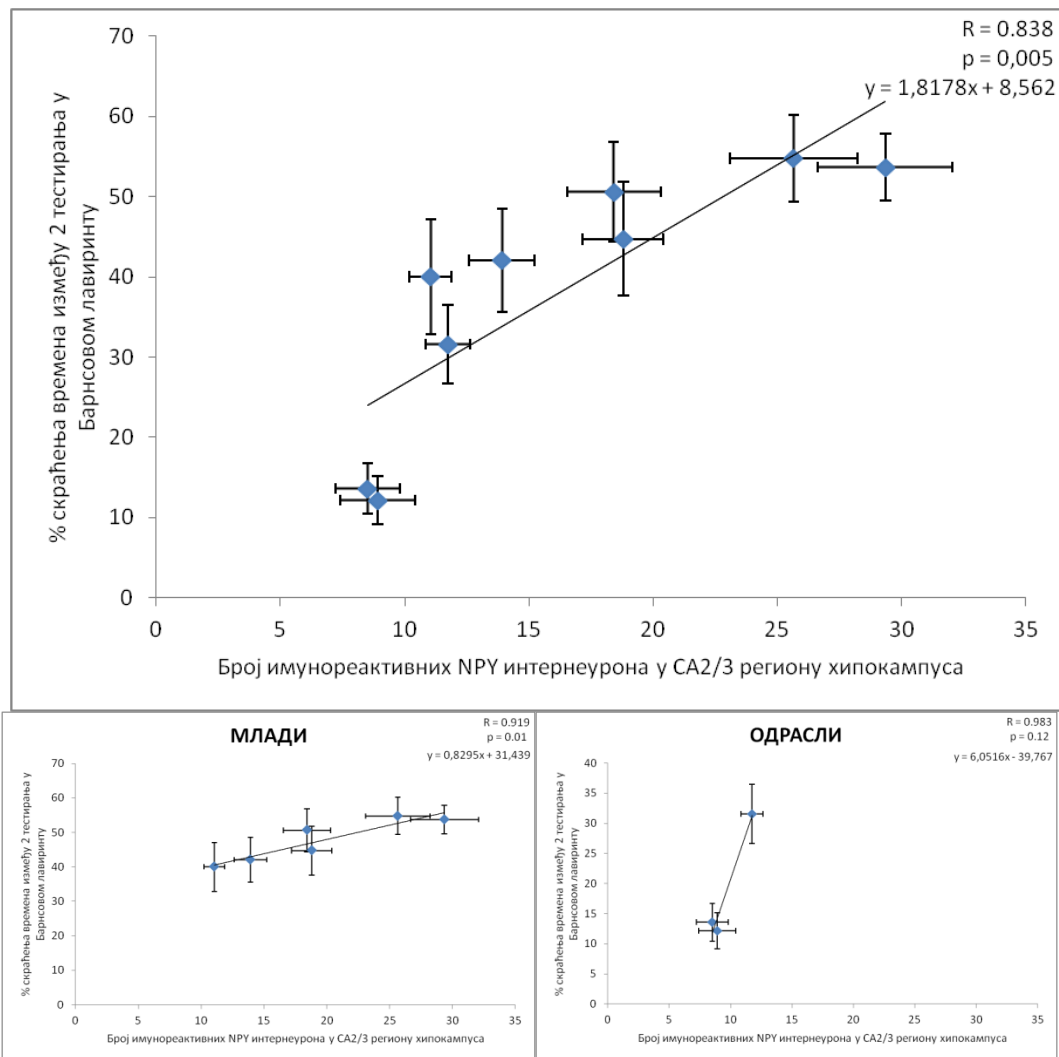 R = 0.838
p = 0,005
y = 1,8178x + 8,562
% скраћења времена између 2 тестирања у
Барнсовом лавиринту
70
60
50
40
30
20
10
0
0 5 10 15 20 25 30 35
Број имунореактивних NPY интернеурона у CA2/3 региону хипокампуса
МЛАДИ
R = 0.919
p = 0.01
y = 0,8295x + 31,439
% скраћења времена између 2 тестирања у
Барнсовом лавиринту
70
60
50
40
30
20
10
0
0 5 10 15 20 25 30 35
Број имунореактивних NPY интернеурона у CA2/3 региону хипокампуса
ОДРАСЛИ
R = 0.983
p = 0.12
y = 6,0516x - 39,767
% скраћења времена између 2 тестирања у
Барнсовом лавиринту
40
35
30
25
20
15
10
5
0
0 5 10 15 20 25 30 35
Број имунореактивних NPY интернеурона у CA2/3 региону хипокампуса